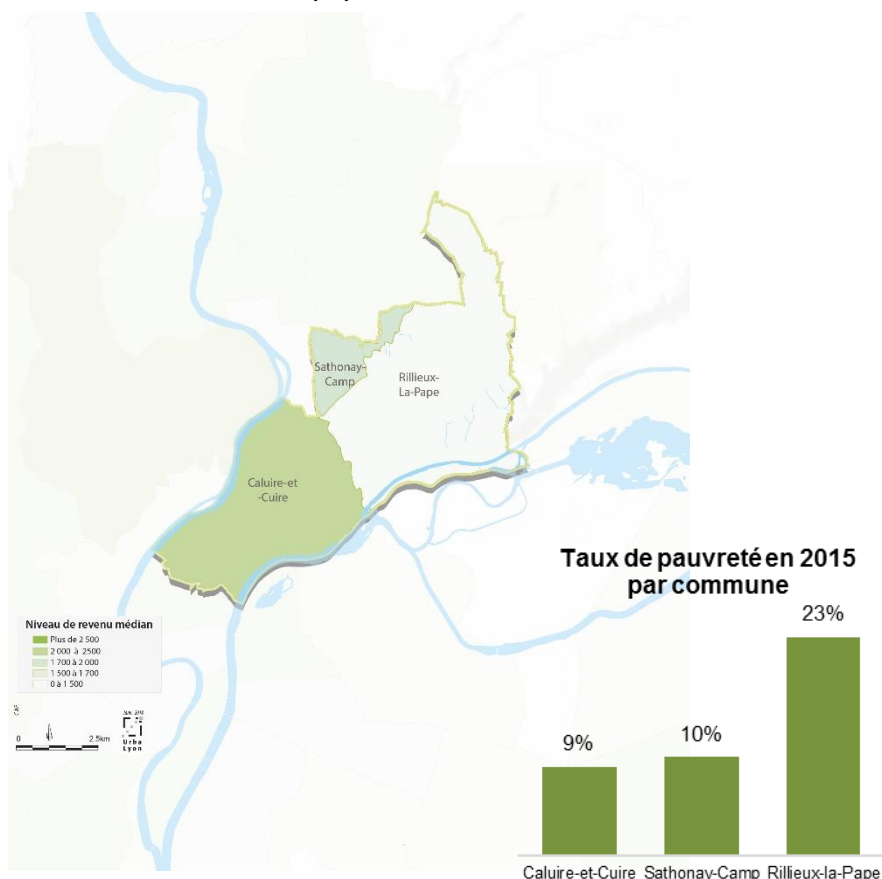 Sathonay-
Camp
Rillieux-
La-Pape
Caluire-et
-Cuire
Taux de pauvreté en 2015
par commune
23%
10%
9%
Caluire-et-Cuire Sathonay-Camp Rillieux-la-Pape
Niveau de revenu médian
Plus de 2 500
2 000 à 2500
1 700 à 2 000
1 500 à 1 700
0 à 1 500
0 2.5km
Urba
Lyon